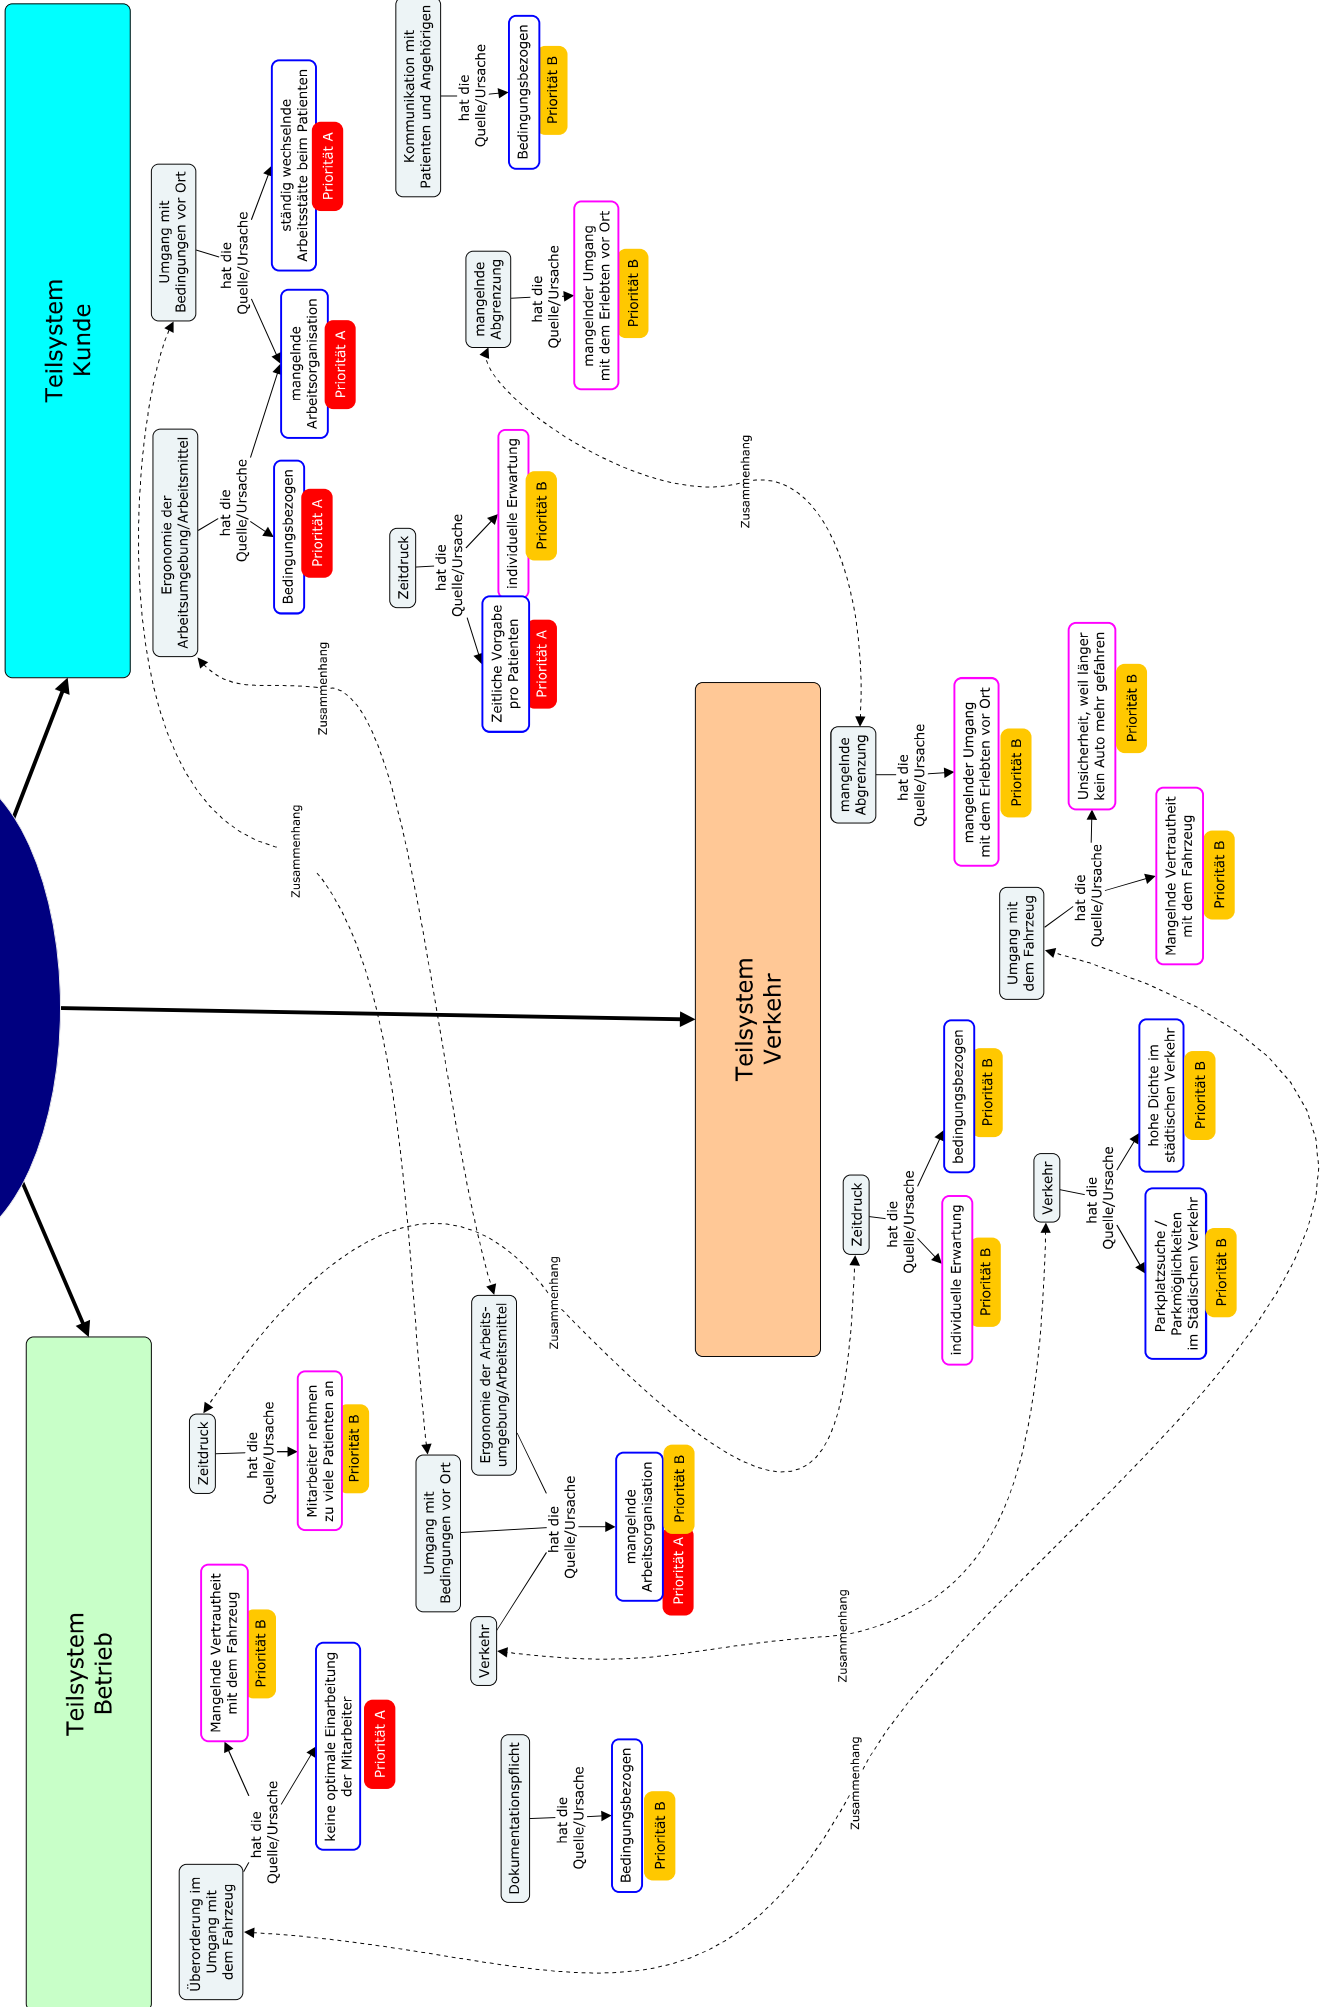 Teilsystem
Betrieb
Überorderung im
Umgang mit
dem Fahrzeug
hat die
Quelle/Ursache
Mangelnde Vertrautheit
mit dem Fahrzeug
Priorität B
keine optimale Einarbeitung
der Mitarbeiter
Priorität A
Zeitdruck
hat die
Quelle/Ursache
Mitarbeiter nehmen
zu viele Patienten an
Priorität B
Dokumentationspflicht
hat die
Quelle/Ursache
Bedingungsbezogen
Priorität B
Verkehr
Umgang mit
Bedingungen vor Ort
Ergonomie der Arbeits-
umgebung/Arbeitsmittel
hat die
Quelle/Ursache
mangelnde
Arbeitsorganisation
Priorität A
Priorität B
Zusammenhang
Zusammenhang
Zusammenhang
Zusammenhang
Zusammenhang
Zusammenhang
Teilsystem
Verkehr
Zeitdruck
hat die
Quelle/Ursache
individuelle Erwartung
Priorität B
bedingungsbezogen
Priorität B
mangelnde
Abgrenzung
hat die
Quelle/Ursache
mangelnder Umgang
mit dem Erlebten vor Ort
Priorität B
Verkehr
hat die
Quelle/Ursache
Parkplatzsuche /
Parkmöglichkeiten
im Städischen Verkehr
Priorität B
hohe Dichte im
städtischen Verkehr
Priorität B
Umgang mit
dem Fahrzeug
hat die
Quelle/Ursache
Mangelnde Vertrautheit
mit dem Fahrzeug
Priorität B
Unsicherheit, weil länger
kein Auto mehr gefahren
Priorität B
Teilsystem
Kunde
Ergonomie der
Arbeitsumgebung/Arbeitsmittel
hat die
Quelle/Ursache
Bedingungsbezogen
Priorität A
mangelnde
Arbeitsorganisation
Priorität A
Umgang mit
Bedingungen vor Ort
hat die
Quelle/Ursache
ständig wechselnde
Arbeitsstätte beim Patienten
Priorität A
Zeitdruck
hat die
Quelle/Ursache
Zeitliche Vorgabe
pro Patienten
Priorität A
individuelle Erwartung
Priorität B
mangelnde
Abgrenzung
hat die
Quelle/Ursache
mangelnder Umgang
mit dem Erlebten vor Ort
Priorität B
Kommunikation mit
Patienten und Angehörigen
hat die
Quelle/Ursache
Bedingungsbezogen
Priorität B
Zusammenhang